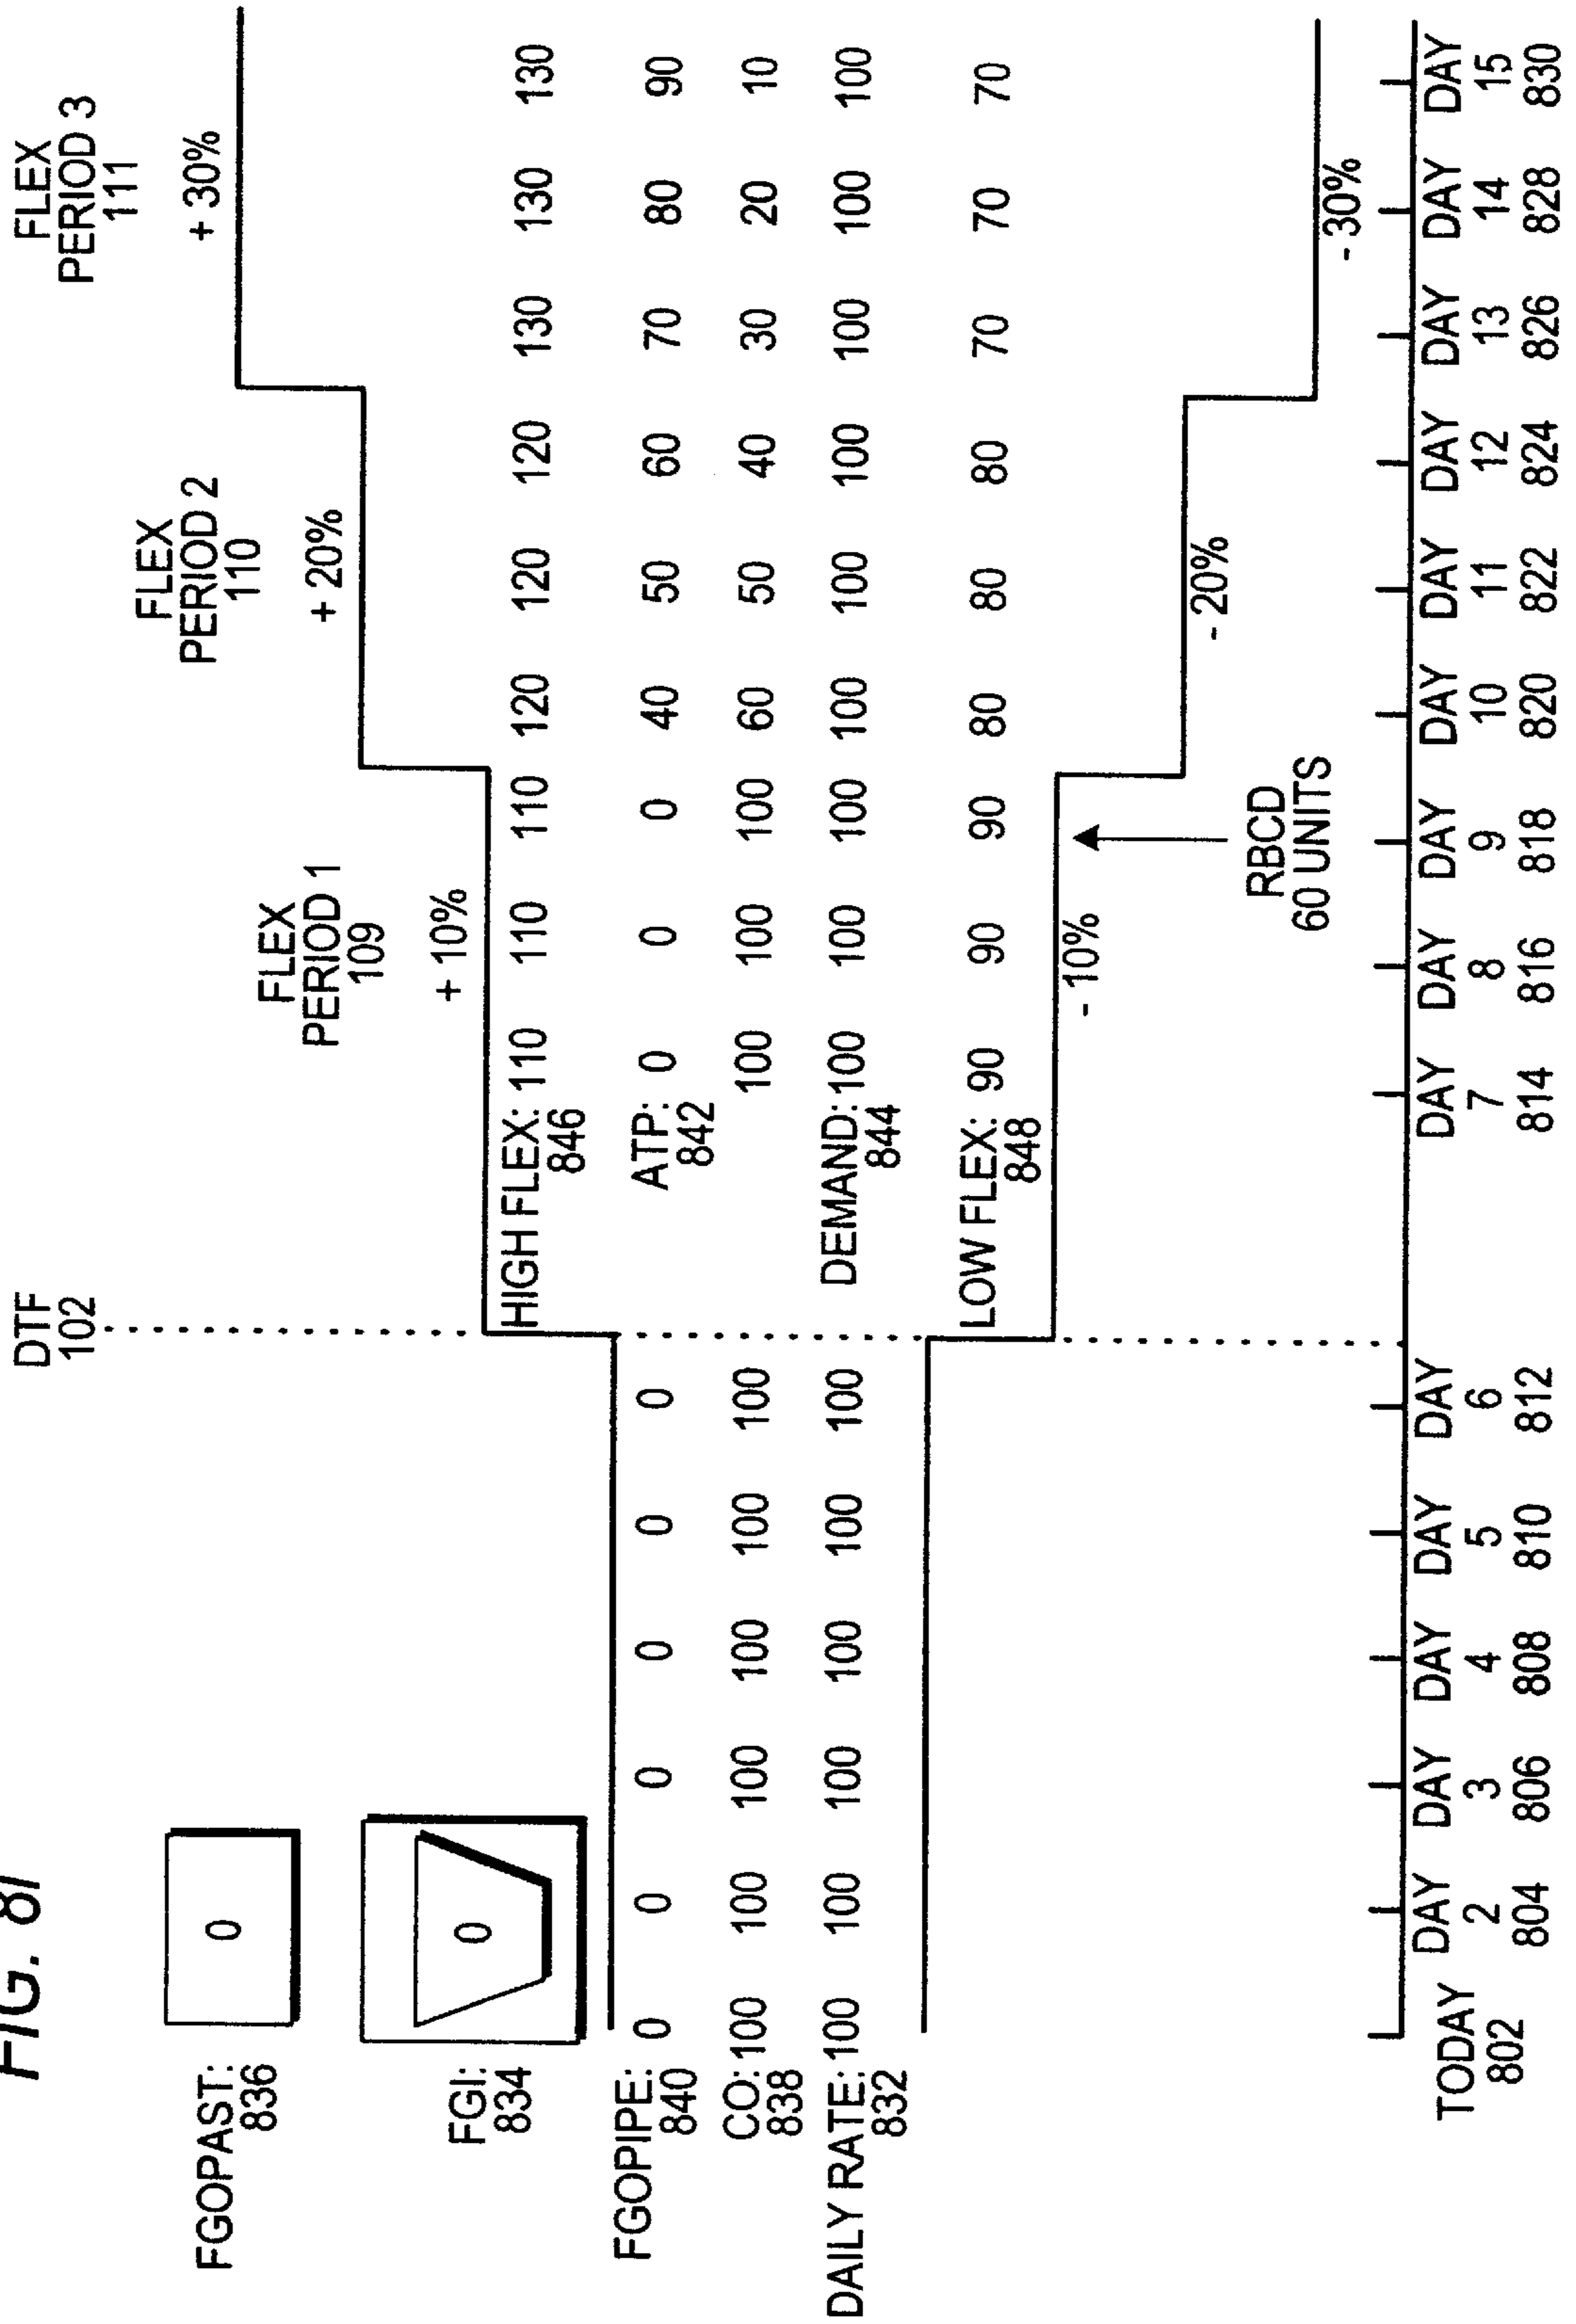 FIG. 8I
DTF
102
FLEX
PERIOD 1
109
+ 10%
FLEX
PERIOD 2
110
+ 20%
FLEX
PERIOD 3
111
+ 30%
FGOPAST:
836
0
FGI:
834
0
HIGH FLEX: 110 110 110 120 120 120 130 130 130
846
FGOPIPE: 0 0 0 0 0 0
840
ATP: 0 0 0 40 50 60 70 80 90
842
CO: 100 100 100 100 100 100 100 100 100 60 50 40 30 20 10
838
DAILY RATE: 100 100 100 100 100 100
832
DEMAND: 100 100 100 100 100 100 100 100 100
844
LOW FLEX: 90 90 90 80 80 80 70 70 70
848
- 10%
- 20%
- 30%
RBCD
60 UNITS
TODAY
802
DAY
2
804
DAY
3
806
DAY
4
808
DAY
5
810
DAY
6
812
DAY
7
814
DAY
8
816
DAY
9
818
DAY
10
820
DAY
11
822
DAY
12
824
DAY
13
826
DAY
14
828
DAY
15
830